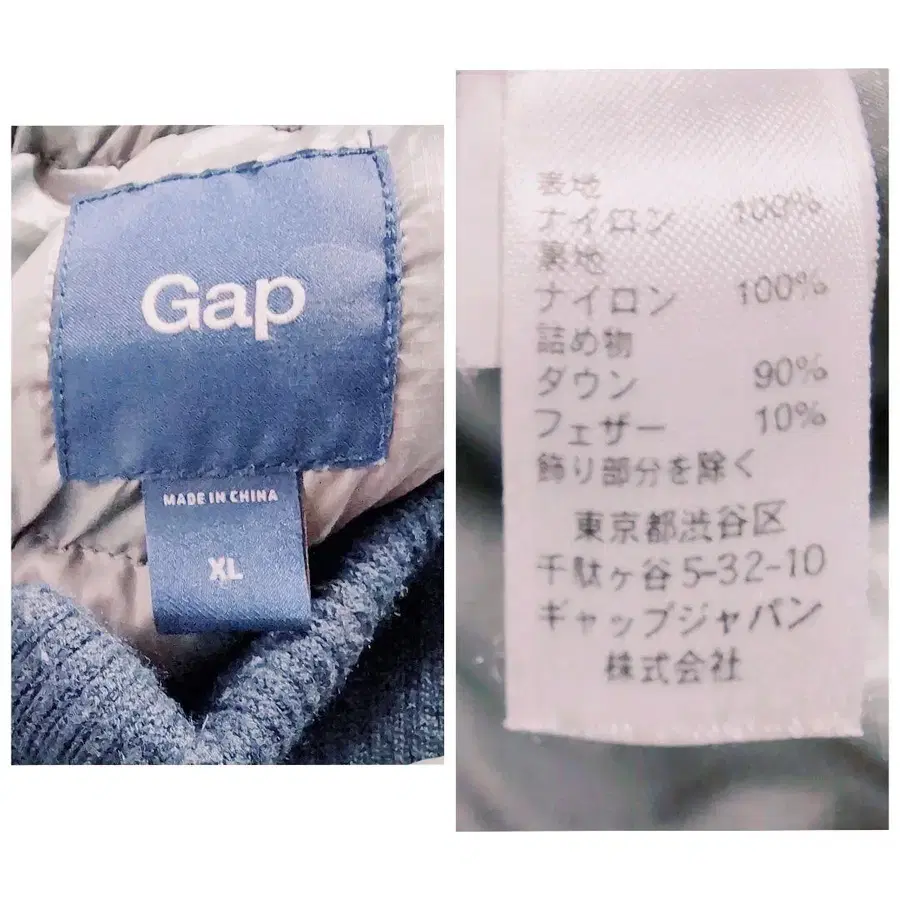 Gap
MADE IN CHINA
XL
表地
ナイロン 100%
裏地
ナイロン 100%
詰め物
ダウン 90%
フェザー 10%
飾り部分を除く
東京都渋谷区
千駄ヶ谷5-32-10
ギャップジャパン
株式会社